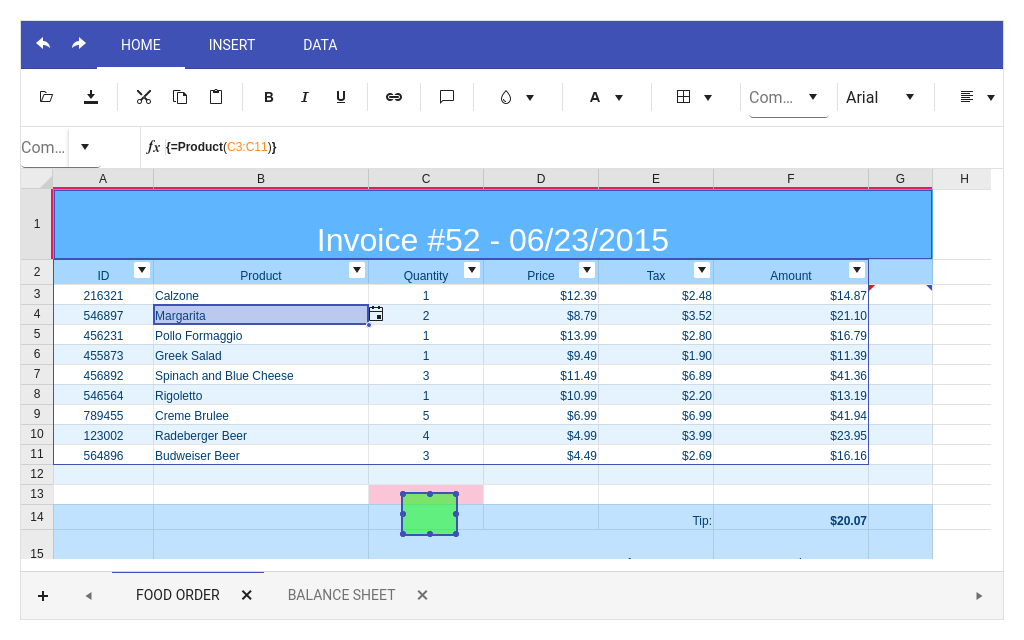 HOME INSERT DATA
B I U A Com... Arial
Com... fx {=Product(C3:C11)}
A B C D E F G H
1 Invoice #52 - 06/23/2015
2 ID Product Quantity Price Tax Amount
3 216321 Calzone 1 $12.39 $2.48 $14.87
4 546897 Margarita 2 $8.79 $3.52 $21.10
5 456231 Pollo Formaggio 1 $13.99 $2.80 $16.79
6 455873 Greek Salad 1 $9.49 $1.90 $11.39
7 456892 Spinach and Blue Cheese 3 $11.49 $6.89 $41.36
8 546564 Rigoletto 1 $10.99 $2.20 $13.19
9 789455 Creme Brulee 5 $6.99 $6.99 $41.94
10 123002 Radeberger Beer 4 $4.99 $3.99 $23.95
11 564896 Budweiser Beer 3 $4.49 $2.69 $16.16
12
13
14 Tip: $20.07
15
FOOD ORDER BALANCE SHEET